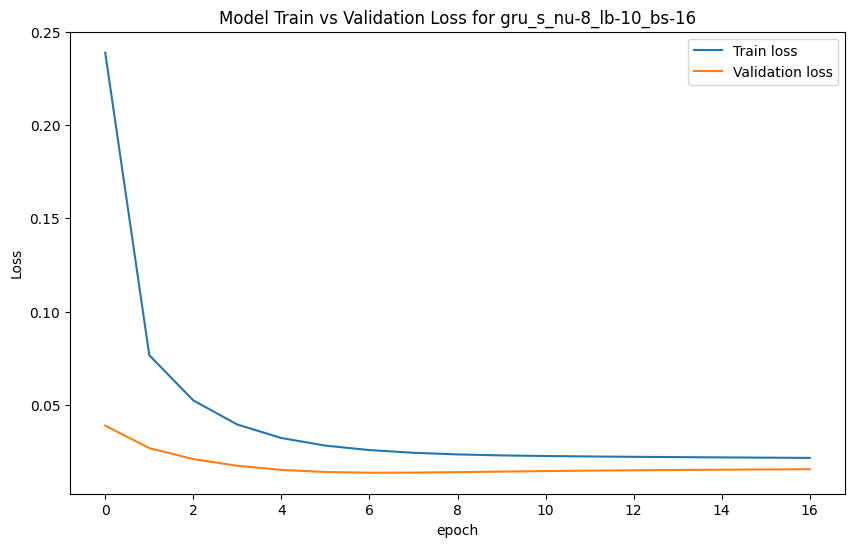 Model Train vs Validation Loss for gru_s_nu-8_lb-10_bs-16
Train loss
Validation loss
0.25
0.20
0.15
0.10
0.05
Loss
0 2 4 6 8 10 12 14 16
epoch